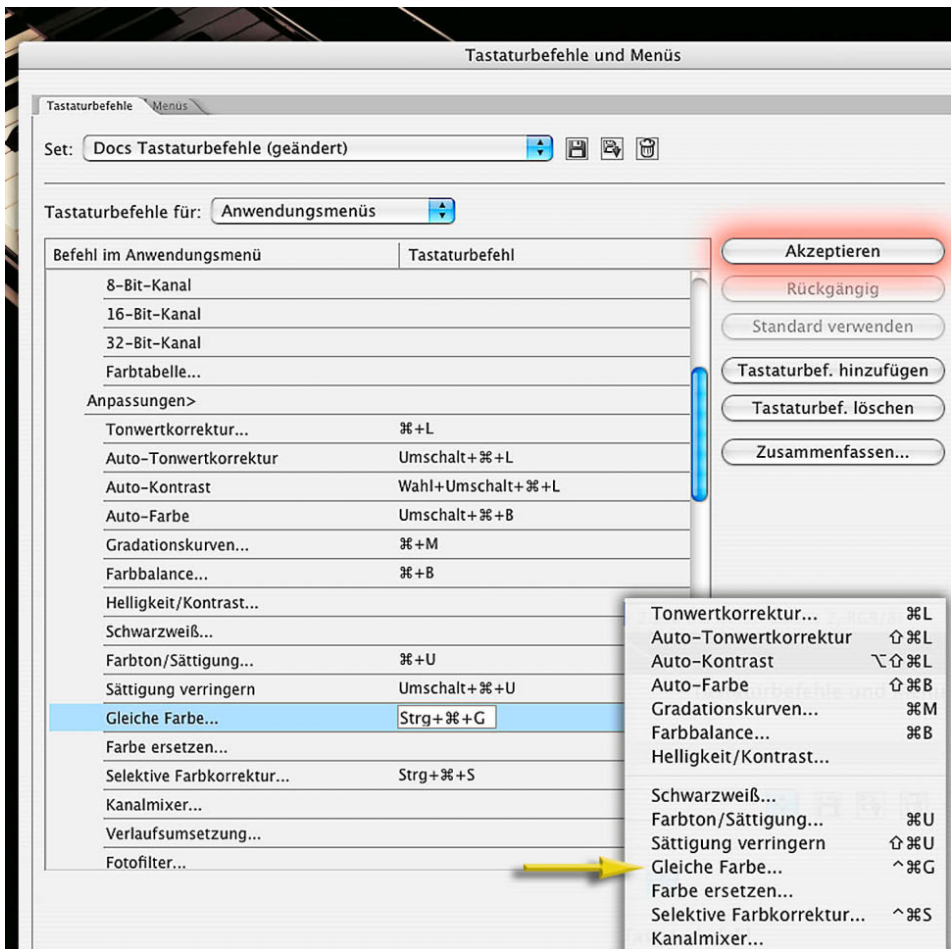 Tastaturbefehle und Menüs
Tastaturbefehle Menüs
Set: Docs Tastaturbefehle (geändert)
Tastaturbefehle für: Anwendungsmenüs
Befehl im Anwendungsmenü Tastaturbefehl
8-Bit-Kanal
16-Bit-Kanal
32-Bit-Kanal
Farbtabelle...
Anpassungen>
Tonwertkorrektur... ⌘+L
Auto-Tonwertkorrektur Umschalt+⌘+L
Auto-Kontrast Wahl+Umschalt+⌘+L
Auto-Farbe Umschalt+⌘+B
Gradationskurven... ⌘+M
Farbbalance... ⌘+B
Helligkeit/Kontrast...
Schwarzweiß...
Farbton/Sättigung... ⌘+U
Sättigung verringern Umschalt+⌘+U
Gleiche Farbe... Strg+⌘+G
Farbe ersetzen...
Selektive Farbkorrektur... Strg+⌘+S
Kanalmixer...
Verlaufsumsetzung...
Fotofilter...
Akzeptieren
Rückgängig
Standard verwenden
Tastaturbef. hinzufügen
Tastaturbef. löschen
Zusammenfassen...
Tonwertkorrektur... ⌘L
Auto-Tonwertkorrektur ⇧⌘L
Auto-Kontrast ⌥⇧⌘L
Auto-Farbe ⇧⌘B
Gradationskurven... ⌘M
Farbbalance... ⌘B
Helligkeit/Kontrast...
Schwarzweiß...
Farbton/Sättigung... ⌘U
Sättigung verringern ⇧⌘U
Gleiche Farbe... ^⌘G
Farbe ersetzen...
Selektive Farbkorrektur... ^⌘S
Kanalmixer...